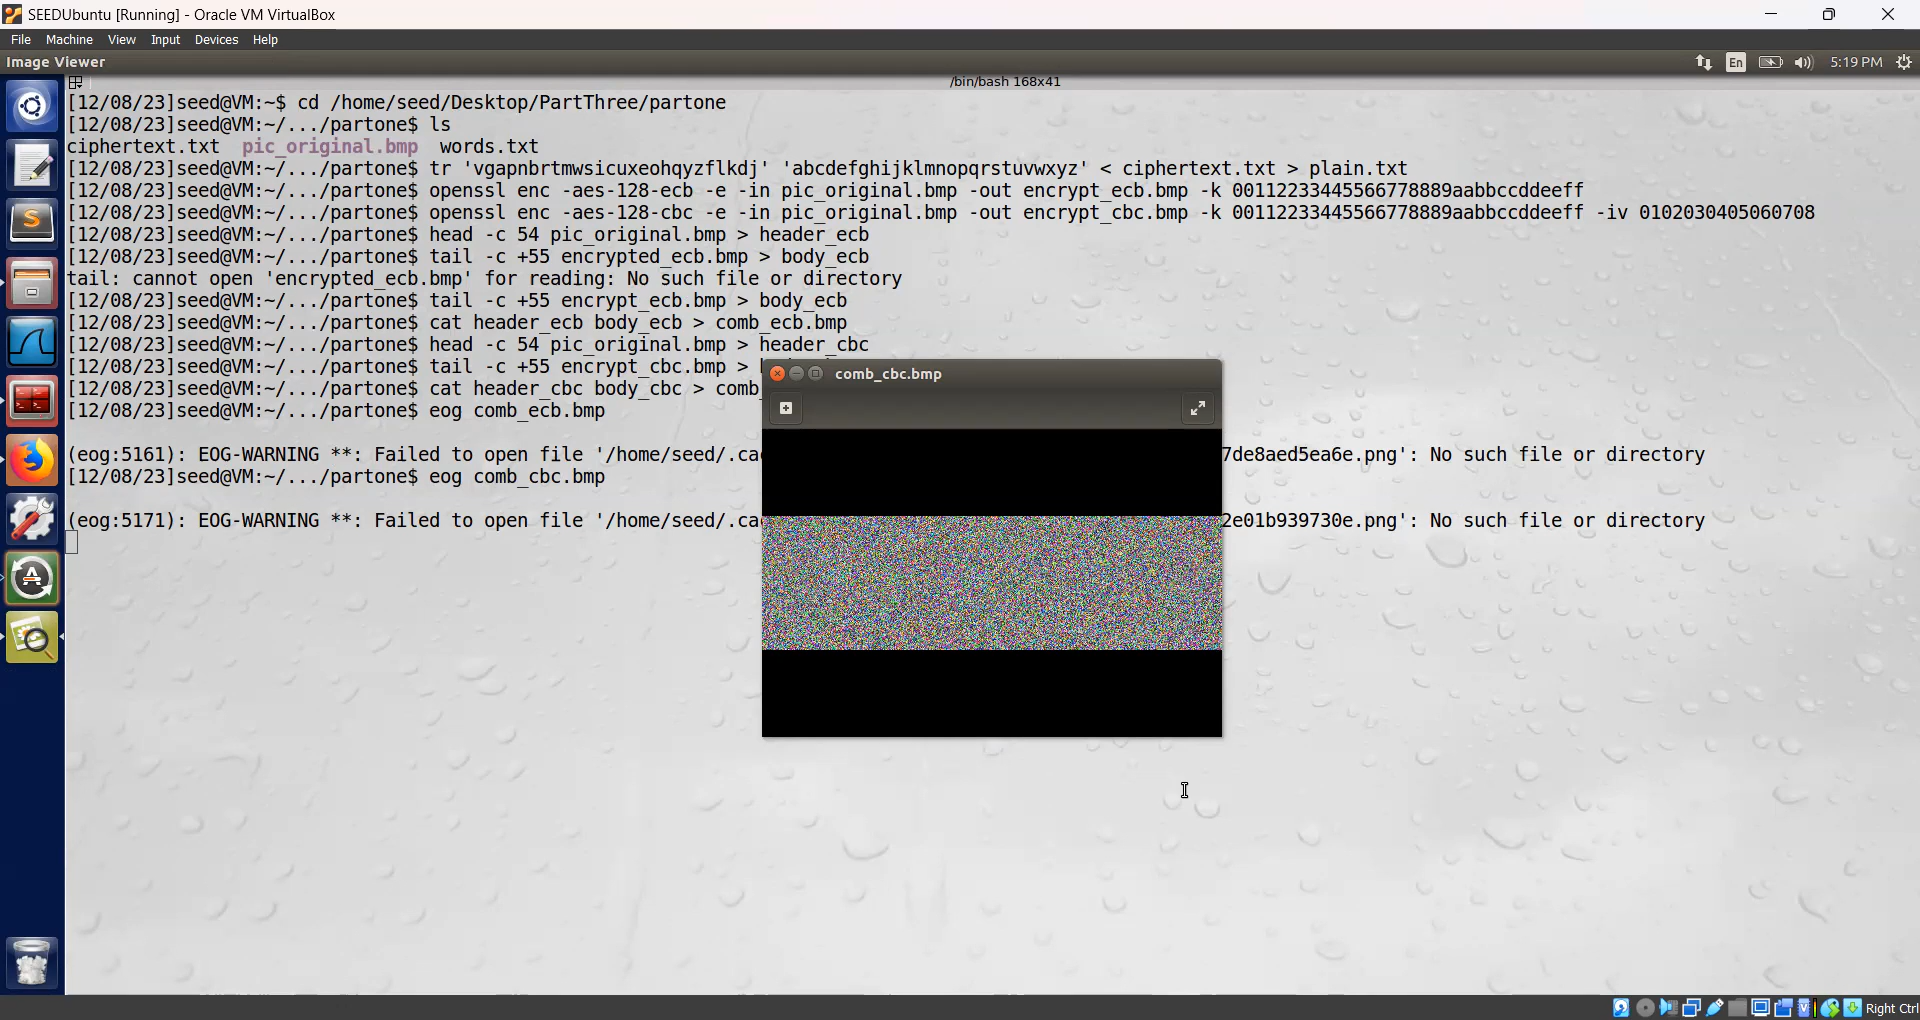 SEEDUbuntu [Running] - Oracle VM VirtualBox
File Machine View Input Devices Help
Image Viewer En 5:19 PM
/bin/bash 168x41
[12/08/23]seed@VM:~$ cd /home/seed/Desktop/PartThree/partone
[12/08/23]seed@VM:~/.../partone$ ls
ciphertext.txt pic_original.bmp words.txt
[12/08/23]seed@VM:~/.../partone$ tr 'vgapnbrtmwsicuxeohqyzflkdj' 'abcdefghijklmnopqrstuvwxyz' < ciphertext.txt > plain.txt
[12/08/23]seed@VM:~/.../partone$ openssl enc -aes-128-ecb -e -in pic_original.bmp -out encrypt_ecb.bmp -k 00112233445566778889aabbccddeeff
[12/08/23]seed@VM:~/.../partone$ openssl enc -aes-128-cbc -e -in pic_original.bmp -out encrypt_cbc.bmp -k 00112233445566778889aabbccddeeff -iv 0102030405060708
[12/08/23]seed@VM:~/.../partone$ head -c 54 pic_original.bmp > header_ecb
[12/08/23]seed@VM:~/.../partone$ tail -c +55 encrypted_ecb.bmp > body_ecb
tail: cannot open 'encrypted_ecb.bmp' for reading: No such file or directory
[12/08/23]seed@VM:~/.../partone$ tail -c +55 encrypt_ecb.bmp > body_ecb
[12/08/23]seed@VM:~/.../partone$ cat header_ecb body_ecb > comb_ecb.bmp
[12/08/23]seed@VM:~/.../partone$ head -c 54 pic_original.bmp > header_cbc
[12/08/23]seed@VM:~/.../partone$ tail -c +55 encrypt_cbc.bmp >
[12/08/23]seed@VM:~/.../partone$ cat header_cbc body_cbc > comb_
[12/08/23]seed@VM:~/.../partone$ eog comb_ecb.bmp
(eog:5161): EOG-WARNING **: Failed to open file '/home/seed/.ca 7de8aed5ea6e.png': No such file or directory
[12/08/23]seed@VM:~/.../partone$ eog comb_cbc.bmp
(eog:5171): EOG-WARNING **: Failed to open file '/home/seed/.ca 2e01b939730e.png': No such file or directory
comb_cbc.bmp
Right Ctrl